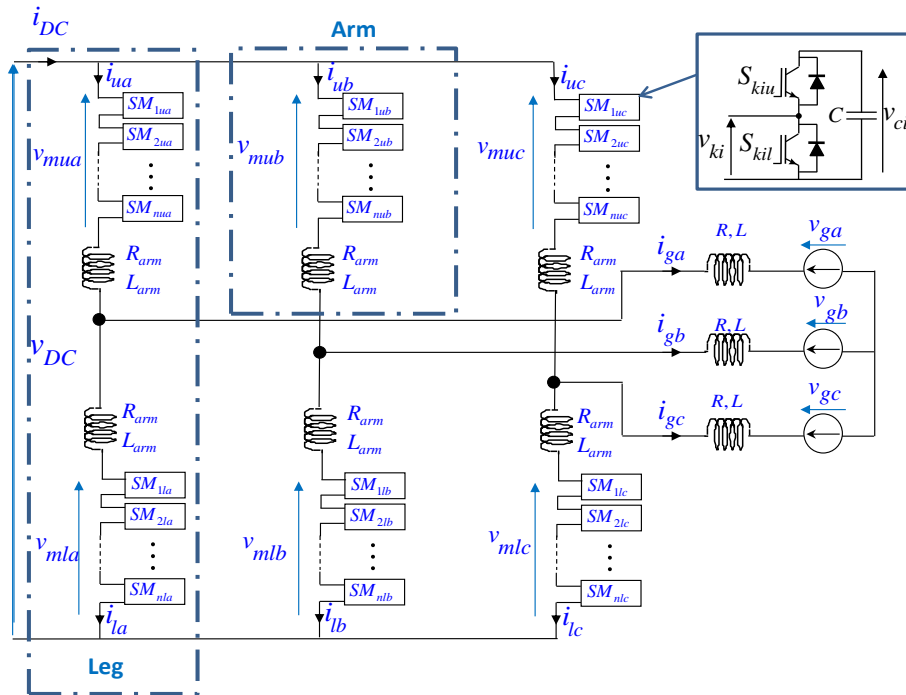 i_DC
Arm
i_ua
i_ub
i_uc
SM_1ua
SM_1ub
SM_1uc
SM_2ua
SM_2ub
SM_2uc
SM_nua
SM_nub
SM_nuc
v_mua
v_mub
v_muc
S_kiu
S_kil
C
v_ci
v_ki
R_arm
L_arm
R_arm
L_arm
R_arm
L_arm
i_ga
R, L
v_ga
i_gb
R, L
v_gb
i_gc
R, L
v_gc
v_DC
R_arm
L_arm
R_arm
L_arm
R_arm
L_arm
SM_1la
SM_1lb
SM_1lc
SM_2la
SM_2lb
SM_2lc
SM_nla
SM_nlb
SM_nlc
v_mla
v_mlb
v_mlc
i_la
i_lb
i_lc
Leg